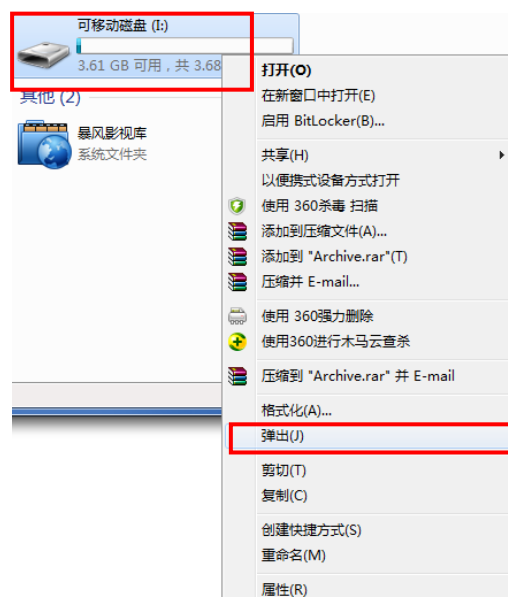 可移动磁盘 (I:)
3.61 GB 可用，共 3.68
其他 (2)
暴风影视库
系统文件夹
打开(O)
在新窗口中打开(E)
启用 BitLocker(B)...
共享(H)
以便携式设备方式打开
使用 360杀毒 扫描
添加到压缩文件(A)...
添加到 "Archive.rar"(T)
压缩并 E-mail...
使用 360强力删除
使用360进行木马云查杀
压缩到 "Archive.rar" 并 E-mail
格式化(A)...
弹出(J)
剪切(T)
复制(C)
创建快捷方式(S)
重命名(M)
属性(R)